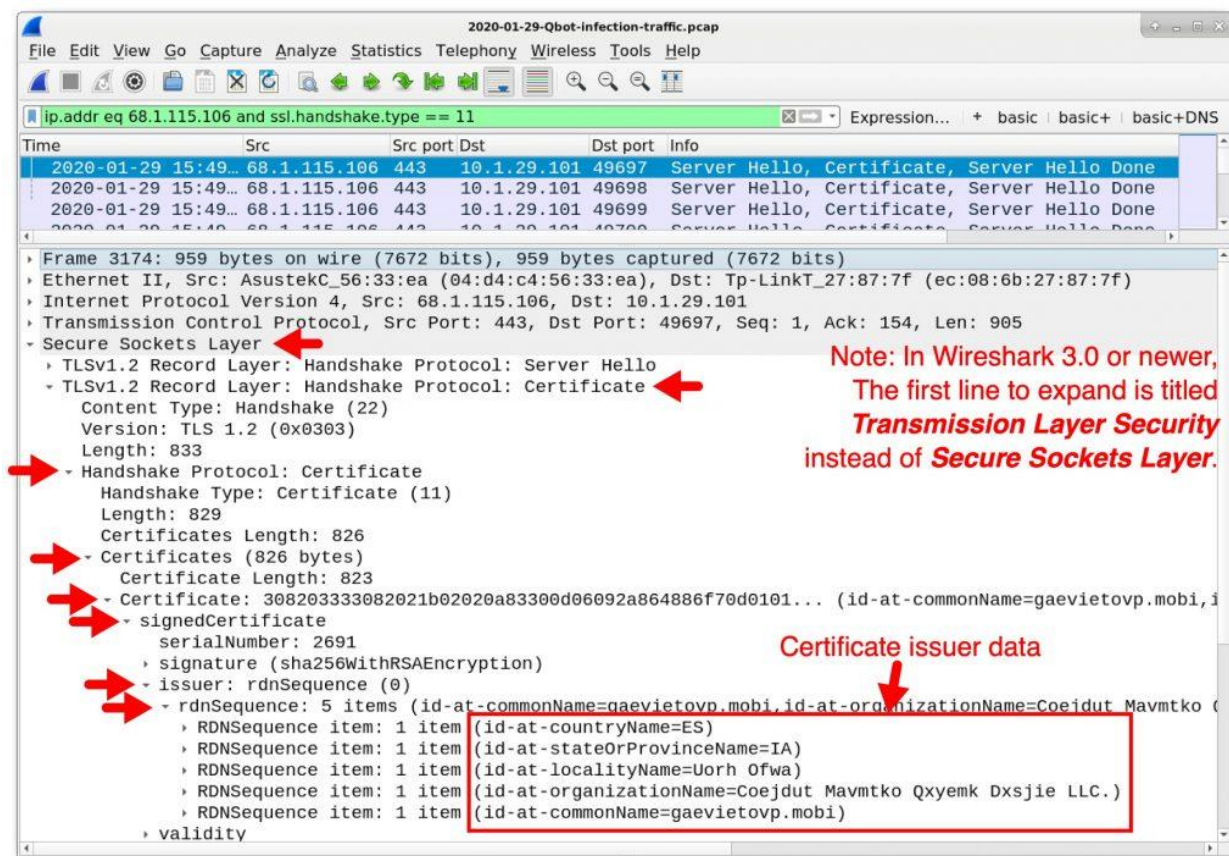 2020-01-29-Qbot-infection-traffic.pcap
File Edit View Go Capture Analyze Statistics Telephony Wireless Tools Help
ip.addr eq 68.1.115.106 and ssl.handshake.type == 11 Expression... + basic basic+ basic+DNS
Time Src Src port Dst Dst port Info
2020-01-29 15:49… 68.1.115.106 443 10.1.29.101 49697 Server Hello, Certificate, Server Hello Done
2020-01-29 15:49… 68.1.115.106 443 10.1.29.101 49698 Server Hello, Certificate, Server Hello Done
2020-01-29 15:49… 68.1.115.106 443 10.1.29.101 49699 Server Hello, Certificate, Server Hello Done
Frame 3174: 959 bytes on wire (7672 bits), 959 bytes captured (7672 bits)
Ethernet II, Src: AsustekC_56:33:ea (04:d4:c4:56:33:ea), Dst: Tp-LinkT_27:87:7f (ec:08:6b:27:87:7f)
Internet Protocol Version 4, Src: 68.1.115.106, Dst: 10.1.29.101
Transmission Control Protocol, Src Port: 443, Dst Port: 49697, Seq: 1, Ack: 154, Len: 905
Secure Sockets Layer
TLSv1.2 Record Layer: Handshake Protocol: Server Hello
TLSv1.2 Record Layer: Handshake Protocol: Certificate
Note: In Wireshark 3.0 or newer,
The first line to expand is titled
Transmission Layer Security
instead of Secure Sockets Layer.
Content Type: Handshake (22)
Version: TLS 1.2 (0x0303)
Length: 833
Handshake Protocol: Certificate
Handshake Type: Certificate (11)
Length: 829
Certificates Length: 826
Certificates (826 bytes)
Certificate Length: 823
Certificate: 308203333082021b02020a83300d06092a864886f70d0101... (id-at-commonName=gaevietovp.mobi,i
signedCertificate
serialNumber: 2691
signature (sha256WithRSAEncryption)
Certificate issuer data
issuer: rdnSequence (0)
rdnSequence: 5 items (id-at-commonName=gaevietovp.mobi,id-at-organizationName=Coejdut Mavmtko Q
RDNSequence item: 1 item (id-at-countryName=ES)
RDNSequence item: 1 item (id-at-stateOrProvinceName=IA)
RDNSequence item: 1 item (id-at-localityName=Uorh Ofwa)
RDNSequence item: 1 item (id-at-organizationName=Coejdut Mavmtko Qxyemk Dxsjie LLC.)
RDNSequence item: 1 item (id-at-commonName=gaevietovp.mobi)
validity